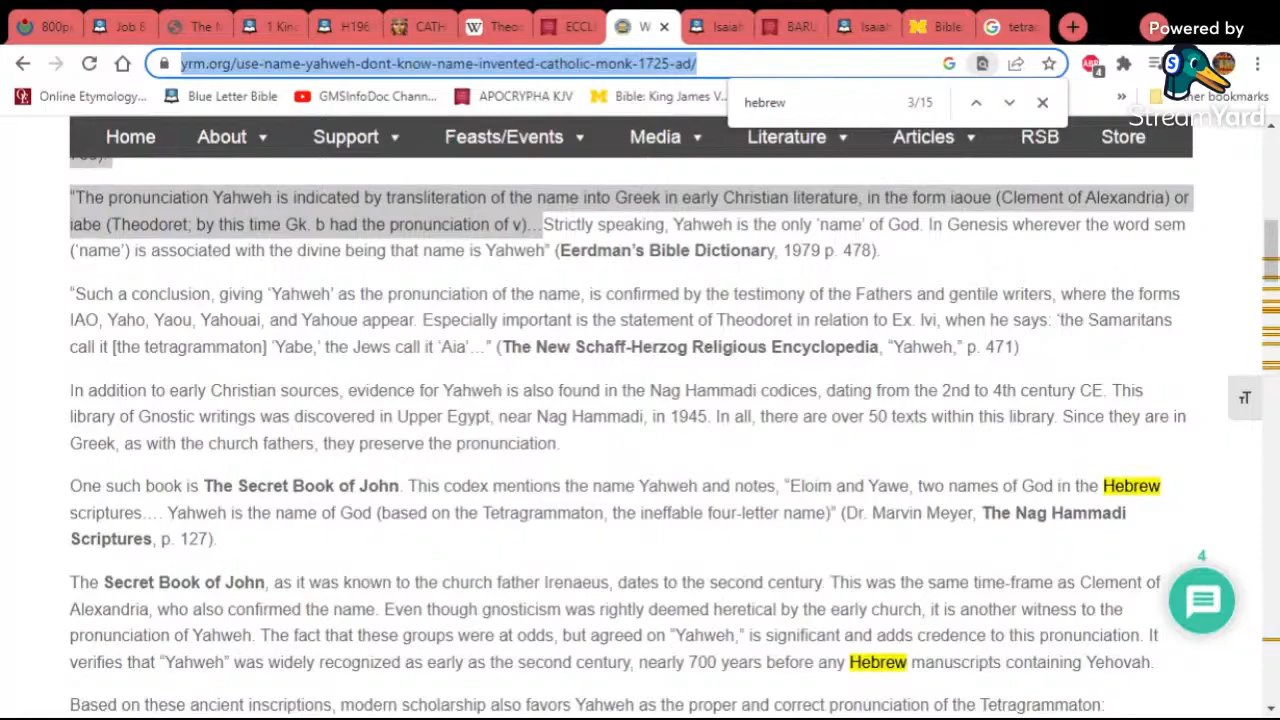 800p
Job 8
The M
1 Kin
H196
CATH
Theo
ECCL
W
Isaial
BARU
Isaial
Bible
tetra
Powered by
yrm.org/use-name-yahweh-dont-know-name-invented-catholic-monk-1725-ad/
StreamYard
Online Etymology...
Blue Letter Bible
GMSInfoDoc Chann...
APOCRYPHA KJV
Bible: King James V...
hebrew
3/15
ther bookmarks
Home
About
Support
Feasts/Events
Media
Literature
Articles
RSB
Store
“The pronunciation Yahweh is indicated by transliteration of the name into Greek in early Christian literature, in the form iaoue (Clement of Alexandria) or
iabe (Theodoret; by this time Gk. b had the pronunciation of v)…Strictly speaking, Yahweh is the only ‘name’ of God. In Genesis wherever the word sem
(‘name’) is associated with the divine being that name is Yahweh” (Eerdman’s Bible Dictionary, 1979 p. 478).
“Such a conclusion, giving ‘Yahweh’ as the pronunciation of the name, is confirmed by the testimony of the Fathers and gentile writers, where the forms
IAO, Yaho, Yaou, Yahouai, and Yahoue appear. Especially important is the statement of Theodoret in relation to Ex. lvi, when he says: ‘the Samaritans
call it [the tetragrammaton] ‘Yabe,’ the Jews call it ‘Aia’…” (The New Schaff-Herzog Religious Encyclopedia, “Yahweh,” p. 471)
In addition to early Christian sources, evidence for Yahweh is also found in the Nag Hammadi codices, dating from the 2nd to 4th century CE. This
library of Gnostic writings was discovered in Upper Egypt, near Nag Hammadi, in 1945. In all, there are over 50 texts within this library. Since they are in
Greek, as with the church fathers, they preserve the pronunciation.
One such book is The Secret Book of John. This codex mentions the name Yahweh and notes, “Eloim and Yawe, two names of God in the Hebrew
scriptures…. Yahweh is the name of God (based on the Tetragrammaton, the ineffable four-letter name)” (Dr. Marvin Meyer, The Nag Hammadi
Scriptures, p. 127).
4
The Secret Book of John, as it was known to the church father Irenaeus, dates to the second century. This was the same time-frame as Clement of
Alexandria, who also confirmed the name. Even though gnosticism was rightly deemed heretical by the early church, it is another witness to the
pronunciation of Yahweh. The fact that these groups were at odds, but agreed on “Yahweh,” is significant and adds credence to this pronunciation. It
verifies that “Yahweh” was widely recognized as early as the second century, nearly 700 years before any Hebrew manuscripts containing Yehovah.
Based on these ancient inscriptions, modern scholarship also favors Yahweh as the proper and correct pronunciation of the Tetragrammaton: